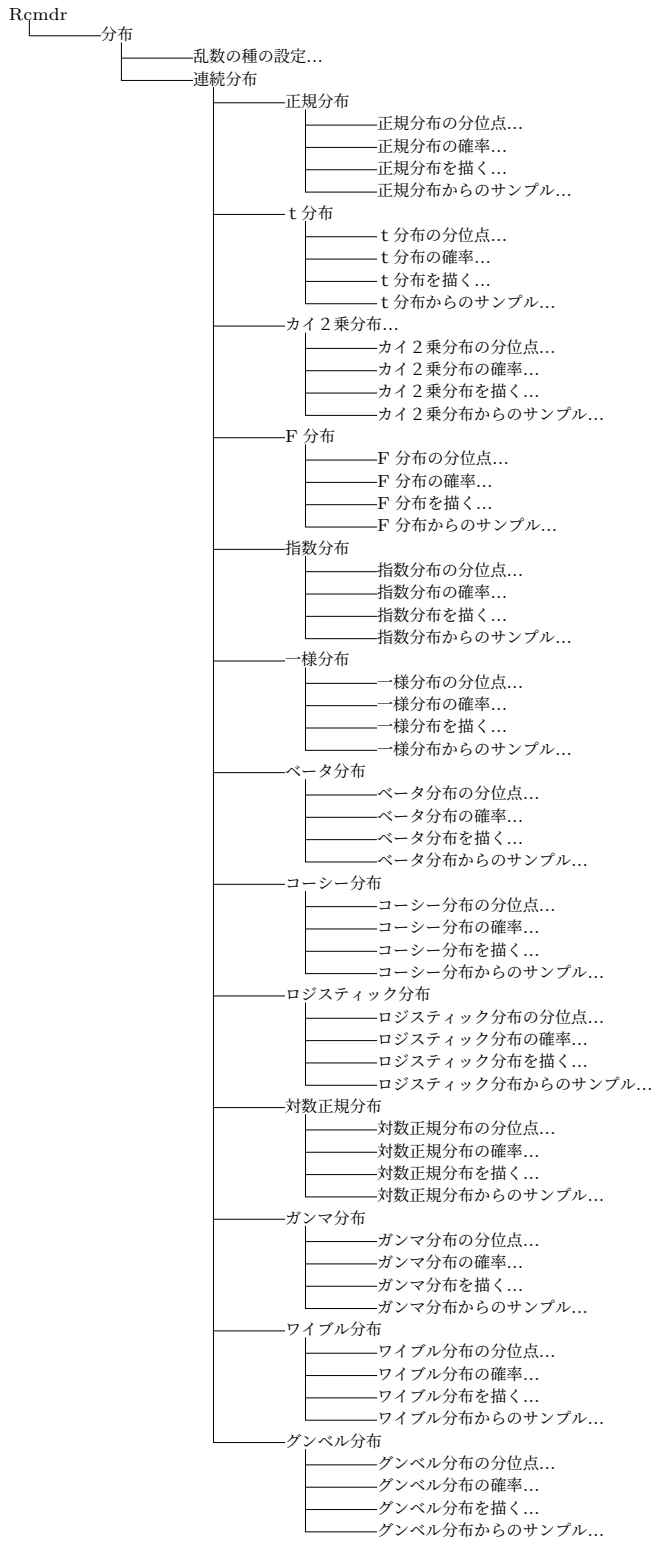 Rcmdr
分布
乱数の種の設定...
連続分布
正規分布
正規分布の分位点...
正規分布の確率...
正規分布を描く...
正規分布からのサンプル...
ｔ分布
ｔ分布の分位点...
ｔ分布の確率...
ｔ分布を描く...
ｔ分布からのサンプル...
カイ２乗分布...
カイ２乗分布の分位点...
カイ２乗分布の確率...
カイ２乗分布を描く...
カイ２乗分布からのサンプル...
F 分布
F 分布の分位点...
F 分布の確率...
F 分布を描く...
F 分布からのサンプル...
指数分布
指数分布の分位点...
指数分布の確率...
指数分布を描く...
指数分布からのサンプル...
一様分布
一様分布の分位点...
一様分布の確率...
一様分布を描く...
一様分布からのサンプル...
ベータ分布
ベータ分布の分位点...
ベータ分布の確率...
ベータ分布を描く...
ベータ分布からのサンプル...
コーシー分布
コーシー分布の分位点...
コーシー分布の確率...
コーシー分布を描く...
コーシー分布からのサンプル...
ロジスティック分布
ロジスティック分布の分位点...
ロジスティック分布の確率...
ロジスティック分布を描く...
ロジスティック分布からのサンプル...
対数正規分布
対数正規分布の分位点...
対数正規分布の確率...
対数正規分布を描く...
対数正規分布からのサンプル...
ガンマ分布
ガンマ分布の分位点...
ガンマ分布の確率...
ガンマ分布を描く...
ガンマ分布からのサンプル...
ワイブル分布
ワイブル分布の分位点...
ワイブル分布の確率...
ワイブル分布を描く...
ワイブル分布からのサンプル...
グンベル分布
グンベル分布の分位点...
グンベル分布の確率...
グンベル分布を描く...
グンベル分布からのサンプル...